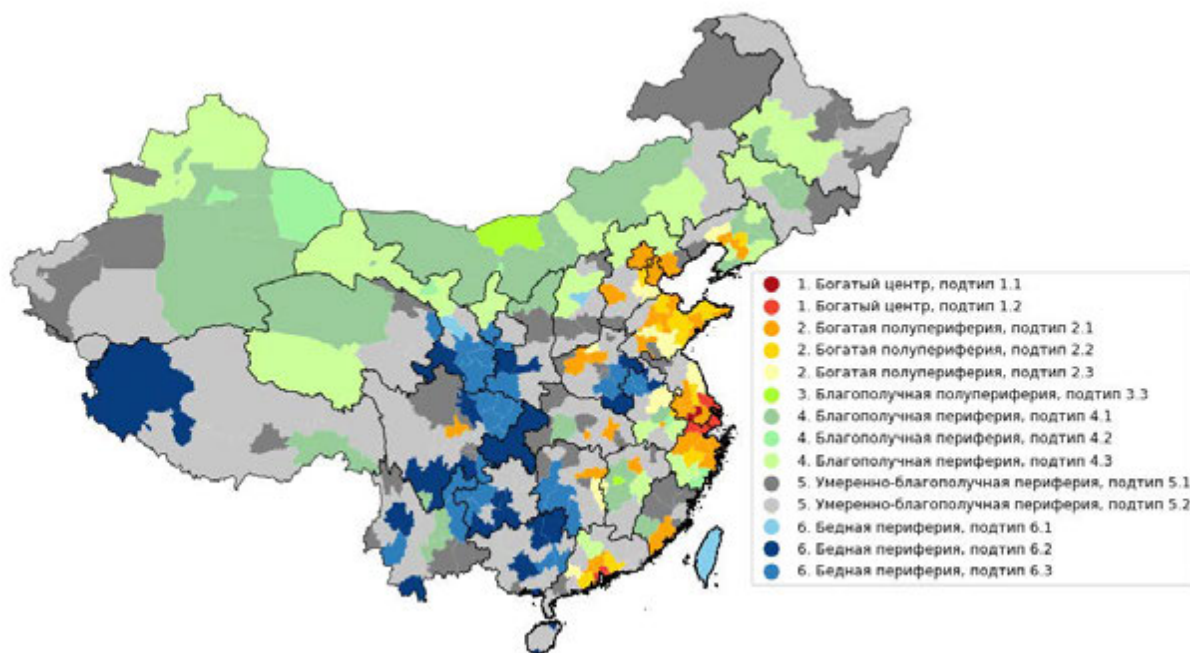 1. Богатый центр, подтип 1.1
1. Богатый центр, подтип 1.2
2. Богатая полупериферия, подтип 2.1
2. Богатая полупериферия, подтип 2.2
2. Богатая полупериферия, подтип 2.3
3. Благополучная полупериферия, подтип 3.3
4. Благополучная периферия, подтип 4.1
4. Благополучная периферия, подтип 4.2
4. Благополучная периферия, подтип 4.3
5. Умеренно-благополучная периферия, подтип 5.1
5. Умеренно-благополучная периферия, подтип 5.2
6. Бедная периферия, подтип 6.1
6. Бедная периферия, подтип 6.2
6. Бедная периферия, подтип 6.3